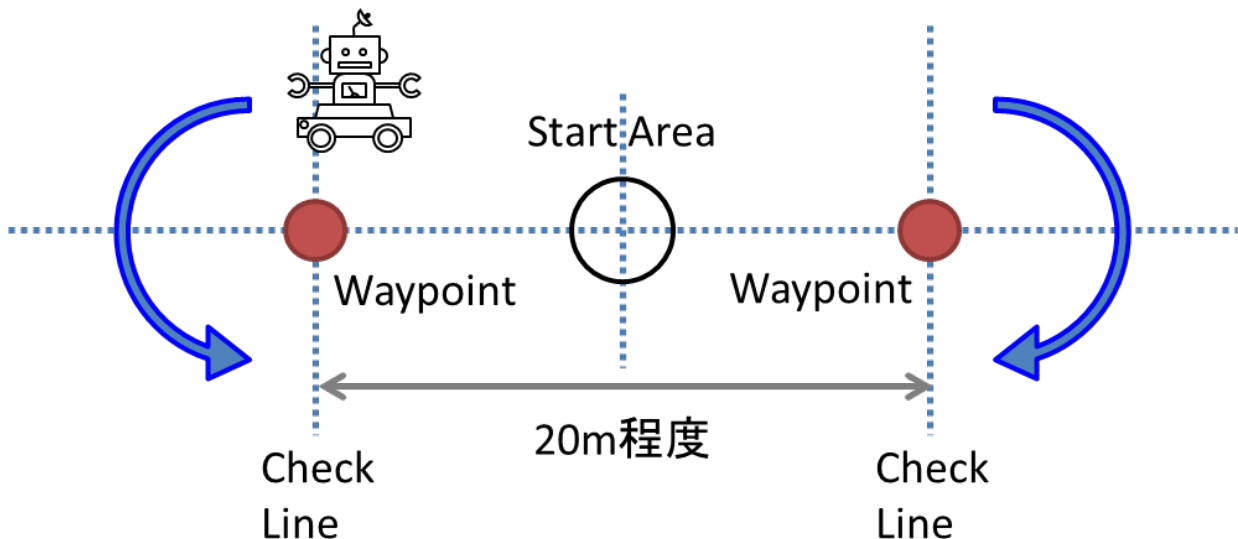 Start Area
Waypoint
Waypoint
20m程度
Check
Line
Check
Line